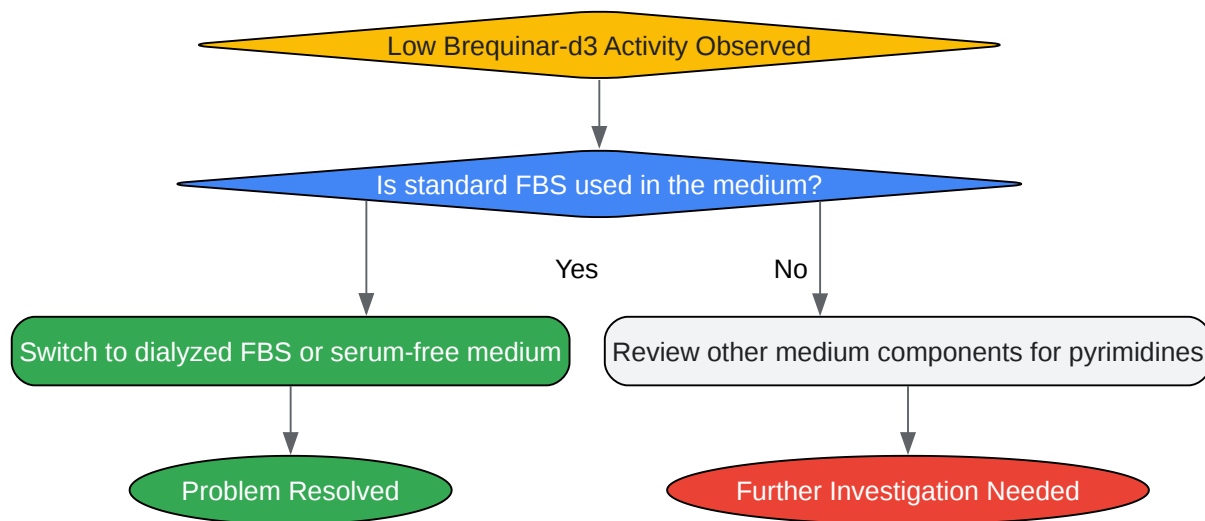 Low Brequinar-d3 Activity Observed
Is standard FBS used in the medium?
Yes
No
Switch to dialyzed FBS or serum-free medium
Review other medium components for pyrimidines
Problem Resolved
Further Investigation Needed